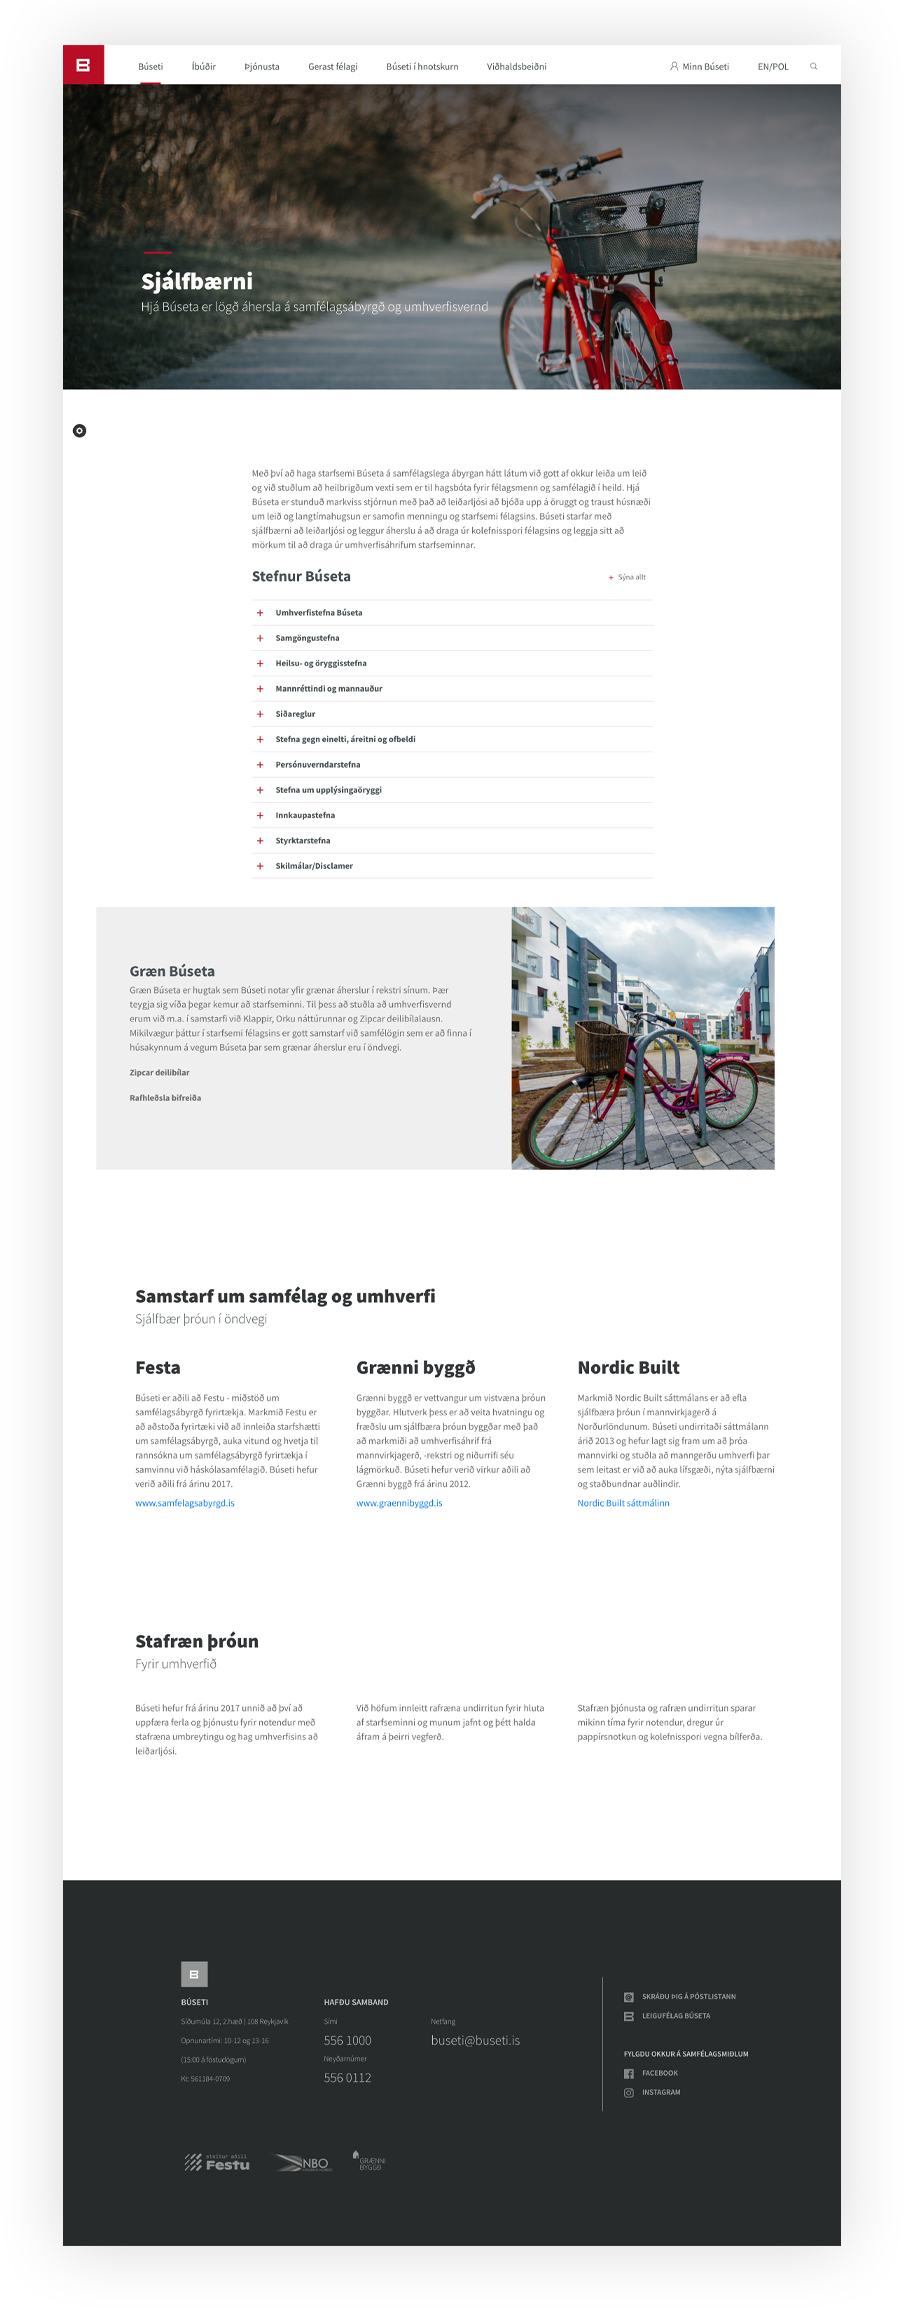 B
Búseti
Íbúðir
Þjónusta
Gerast félagi
Búseti í hnotskurn
Viðhaldsbeiðni
Minn Búseti
EN/POL
Sjálfbærni
Hjá Búseta er lögð áhersla á samfélagsábyrgð og umhverfisvernd
Með því að haga starfsemi Búseta á samfélagslega ábyrgan hátt látum við gott af okkur leiða um leið
og við stuðlum að heilbrigðum vexti sem er til hagsbóta fyrir félagsmenn og samfélagið í heild. Hjá
Búseta er stunduð markviss stjórnun með það að leiðarljósi að bjóða upp á öruggt og traust húsnæði
um leið og langtímahugsun er samofin menningu og starfsemi félagsins. Búseti starfar með
sjálfbærni að leiðarljósi og leggur áherslu á að draga úr kolefnisspori félagsins og leggja sitt að
mörkum til að draga úr umhverfisáhrifum starfseminnar.
Stefnur Búseta
+ Sýna allt
+ Umhverfistefna Búseta
+ Samgöngustefna
+ Heilsu- og öryggisstefna
+ Mannréttindi og mannauður
+ Siðareglur
+ Stefna gegn einelti, áreitni og ofbeldi
+ Persónuverndarstefna
+ Stefna um upplýsingaöryggi
+ Innkaupastefna
+ Styrktarstefna
+ Skilmálar/Disclamer
Græn Búseta
Græn Búseta er hugtak sem Búseti notar yfir grænar áherslur í rekstri sínum. Þær
teygja sig víða þegar kemur að starfseminni. Til þess að stuðla að umhverfisvernd
erum við m.a. í samstarfi við Klappir, Orku náttúrunnar og Zipcar deilibílalausn.
Mikilvægur þáttur í starfsemi félagsins er gott samstarf við samfélögin sem er að finna í
húsakynnum á vegum Búseta þar sem grænar áherslur eru í öndvegi.
Zipcar deilibílar
Rafhleðsla bifreiða
Samstarf um samfélag og umhverfi
Sjálfbær þróun í öndvegi
Festa
Búseti er aðili að Festu - miðstöð um
samfélagsábyrgð fyrirtækja. Markmið Festu er
að aðstoða fyrirtæki við að innleiða starfshætti
um samfélagsábyrgð, auka vitund og hvetja til
rannsókna um samfélagsábyrgð fyrirtækja í
samvinnu við háskólasamfélagið. Búseti hefur
verið aðili frá árinu 2017.
www.samfelagsabyrgd.is
Grænni byggð
Grænni byggð er vettvangur um vistvæna þróun
byggðar. Hlutverk þess er að veita hvatningu og
fræðslu um sjálfbæra þróun byggðar með það
að markmiði að umhverfisáhrif frá
mannvirkjagerð, -rekstri og niðurrifi séu
lágmörkuð. Búseti hefur verið virkur aðili að
Grænni byggð frá árinu 2012.
www.graennibyggd.is
Nordic Built
Markmið Nordic Built sáttmálans er að efla
sjálfbæra þróun í mannvirkjagerð á
Norðurlöndunum. Búseti undirritaði sáttmálann
árið 2013 og hefur lagt sig fram um að þróa
mannvirki og stuðla að manngerðu umhverfi þar
sem leitast er við að auka lífsgæði, nýta sjálfbærni
og staðbundnar auðlindir.
Nordic Built sáttmálinn
Stafræn þróun
Fyrir umhverfið
Búseti hefur frá árinu 2017 unnið að því að
uppfæra ferla og þjónustu fyrir notendur með
stafræna umbreytingu og hag umhverfisins að
leiðarljósi.
Við höfum innleitt rafræna undirritun fyrir hluta
af starfseminni og munum jafnt og þétt halda
áfram á þeirri vegferð.
Stafræn þjónusta og rafræn undirritun sparar
mikinn tíma fyrir notendur, dregur úr
pappírsnotkun og kolefnisspori vegna bílferða.
B
BÚSETI
Síðumúla 12, 2.hæð | 108 Reykjavík
Opnunartími: 10-12 og 13-16
(15:00 á föstudögum)
Kt: 561184-0709
HAFÐU SAMBAND
Sími
556 1000
Neyðarnúmer
556 0112
Netfang
buseti@buseti.is
SKRÁÐU ÞIG Á PÓSTLISTANN
LEIGUFÉLAG BÚSETA
FYLGDU OKKUR Á SAMFÉLAGSMIÐLUM
FACEBOOK
INSTAGRAM
stoltur aðili
Festu
NBO
GRÆNNI
BYGGÐ